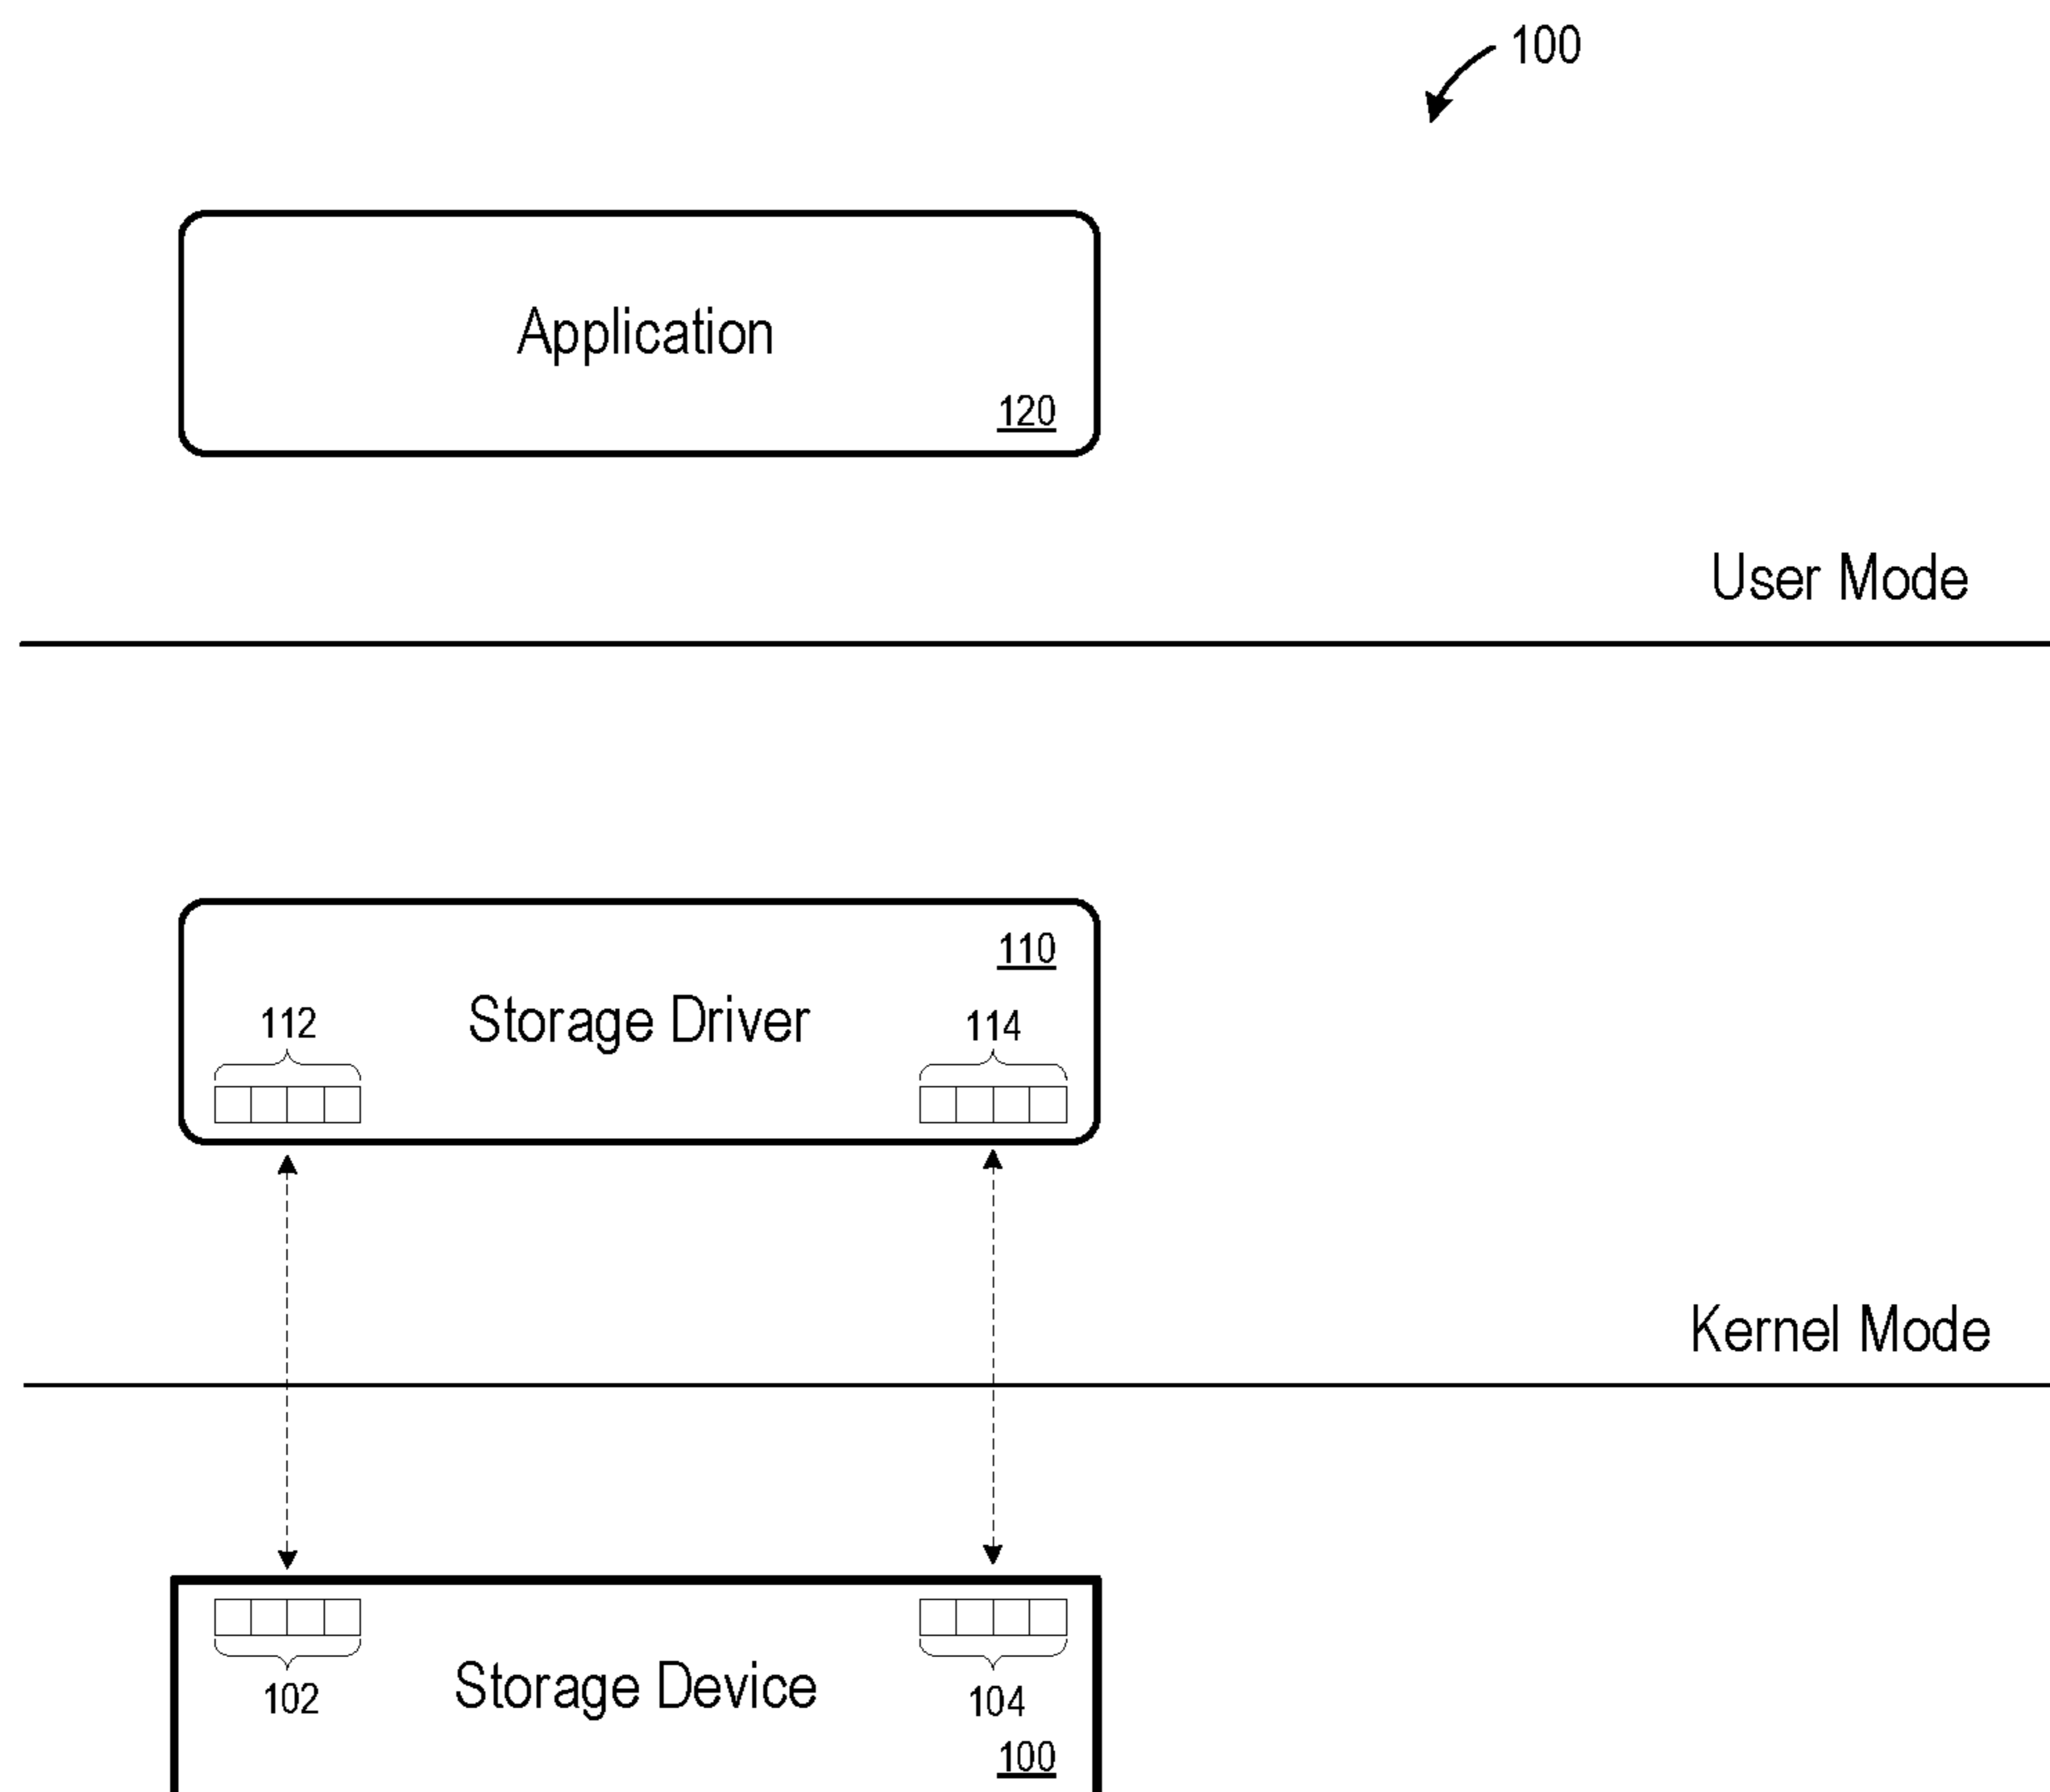 100
Application
120
User Mode
110
112
Storage Driver
114
Kernel Mode
102
Storage Device
104
100